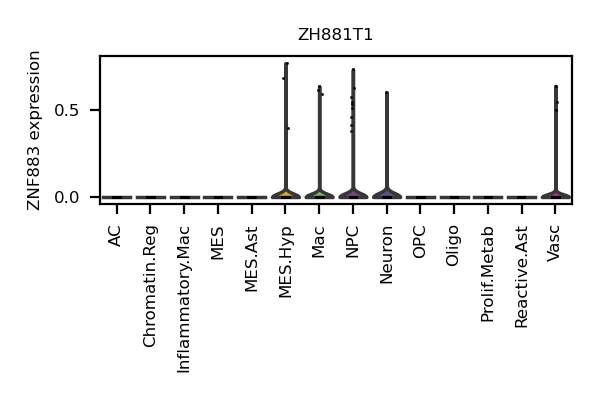 ZH881T1
ZNF883 expression
0.5
0.0
AC
Chromatin.Reg
Inflammatory.Mac
MES
MES.Ast
MES.Hyp
Mac
NPC
Neuron
OPC
Oligo
Prolif.Metab
Reactive.Ast
Vasc